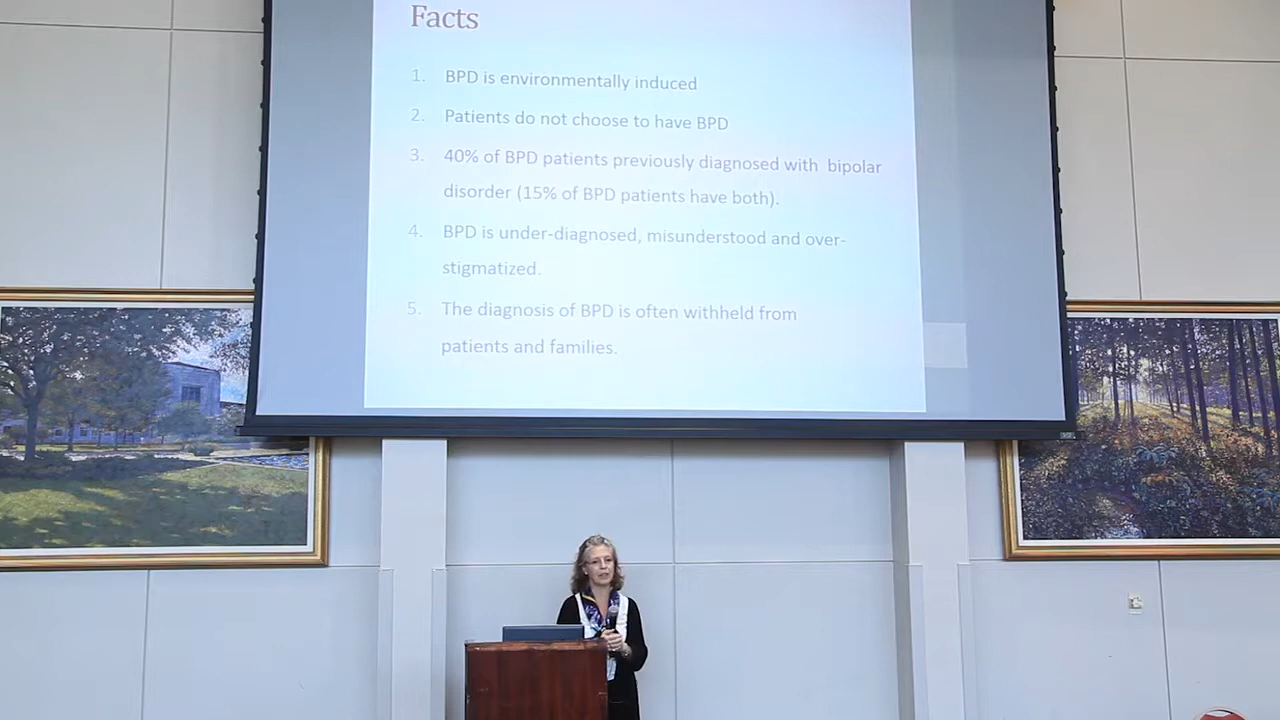 Facts
1. BPD is environmentally induced
2. Patients do not choose to have BPD
3. 40% of BPD patients previously diagnosed with bipolar
disorder (15% of BPD patients have both).
4. BPD is under-diagnosed, misunderstood and over-
stigmatized.
5. The diagnosis of BPD is often withheld from
patients and families.